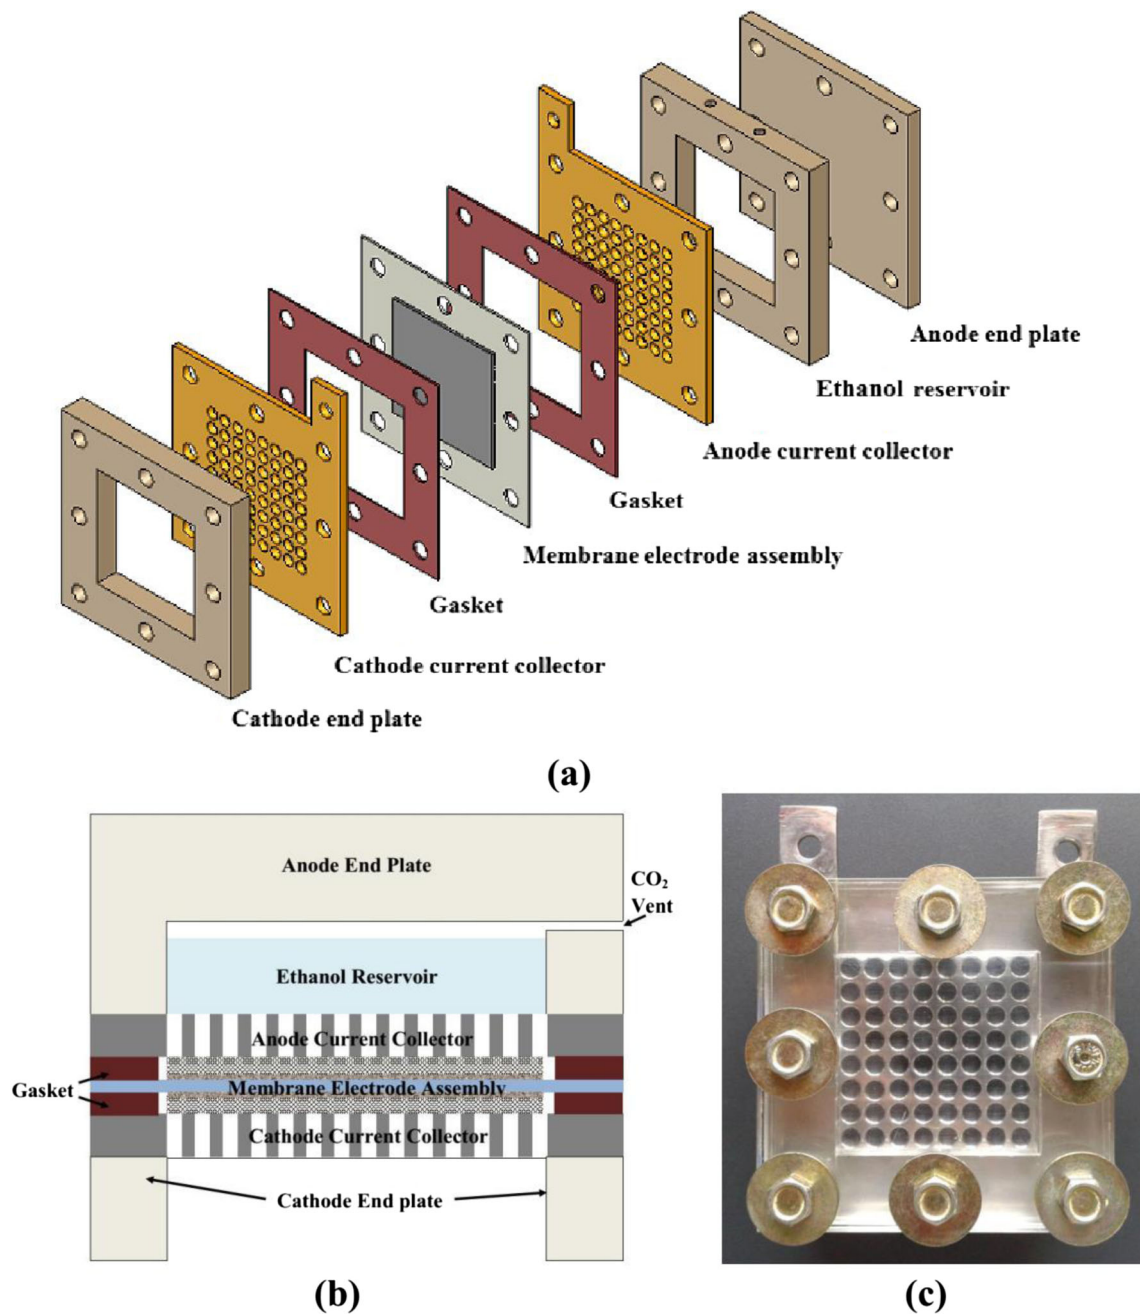 Anode end plate
Ethanol reservoir
Anode current collector
Gasket
Membrane electrode assembly
Gasket
Cathode current collector
Cathode end plate
(a)
Anode End Plate
CO₂
Vent
Ethanol Reservoir
Anode Current Collector
Gasket
Membrane Electrode Assembly
Cathode Current Collector
Cathode End plate
(b)
(c)